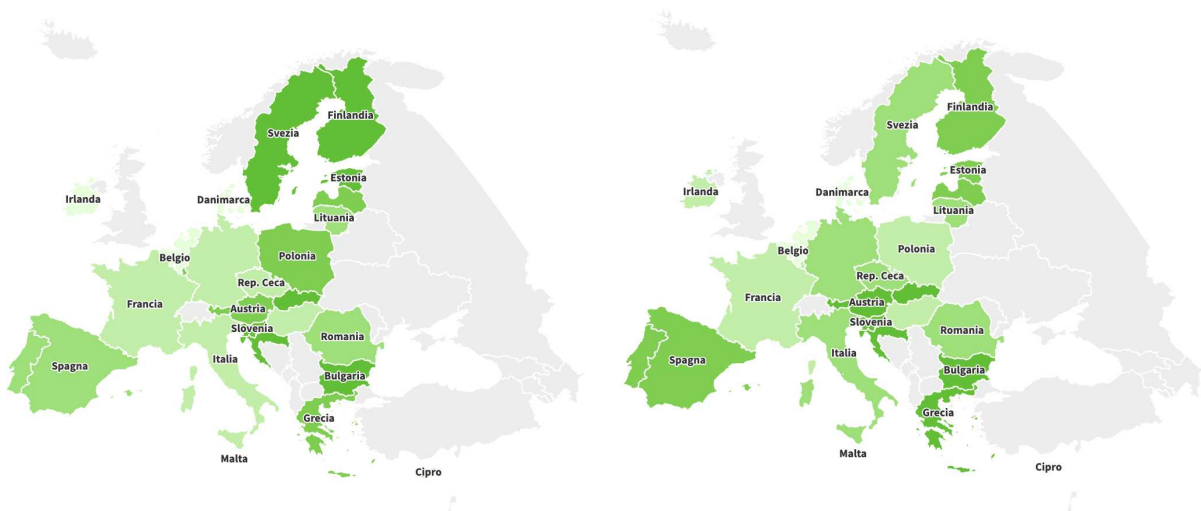 Svezia
Finlandia
Estonia
Irlanda
Danimarca
Lituania
Belgio
Polonia
Rep. Ceca
Francia
Austria
Slovenia
Romania
Italia
Spagna
Bulgaria
Grecia
Malta
Cipro
Finlandia
Svezia
Estonia
Irlanda
Danimarca
Lituania
Belgio
Polonia
Rep. Ceca
Francia
Austria
Slovenia
Romania
Italia
Spagna
Bulgaria
Grecia
Malta
Cipro